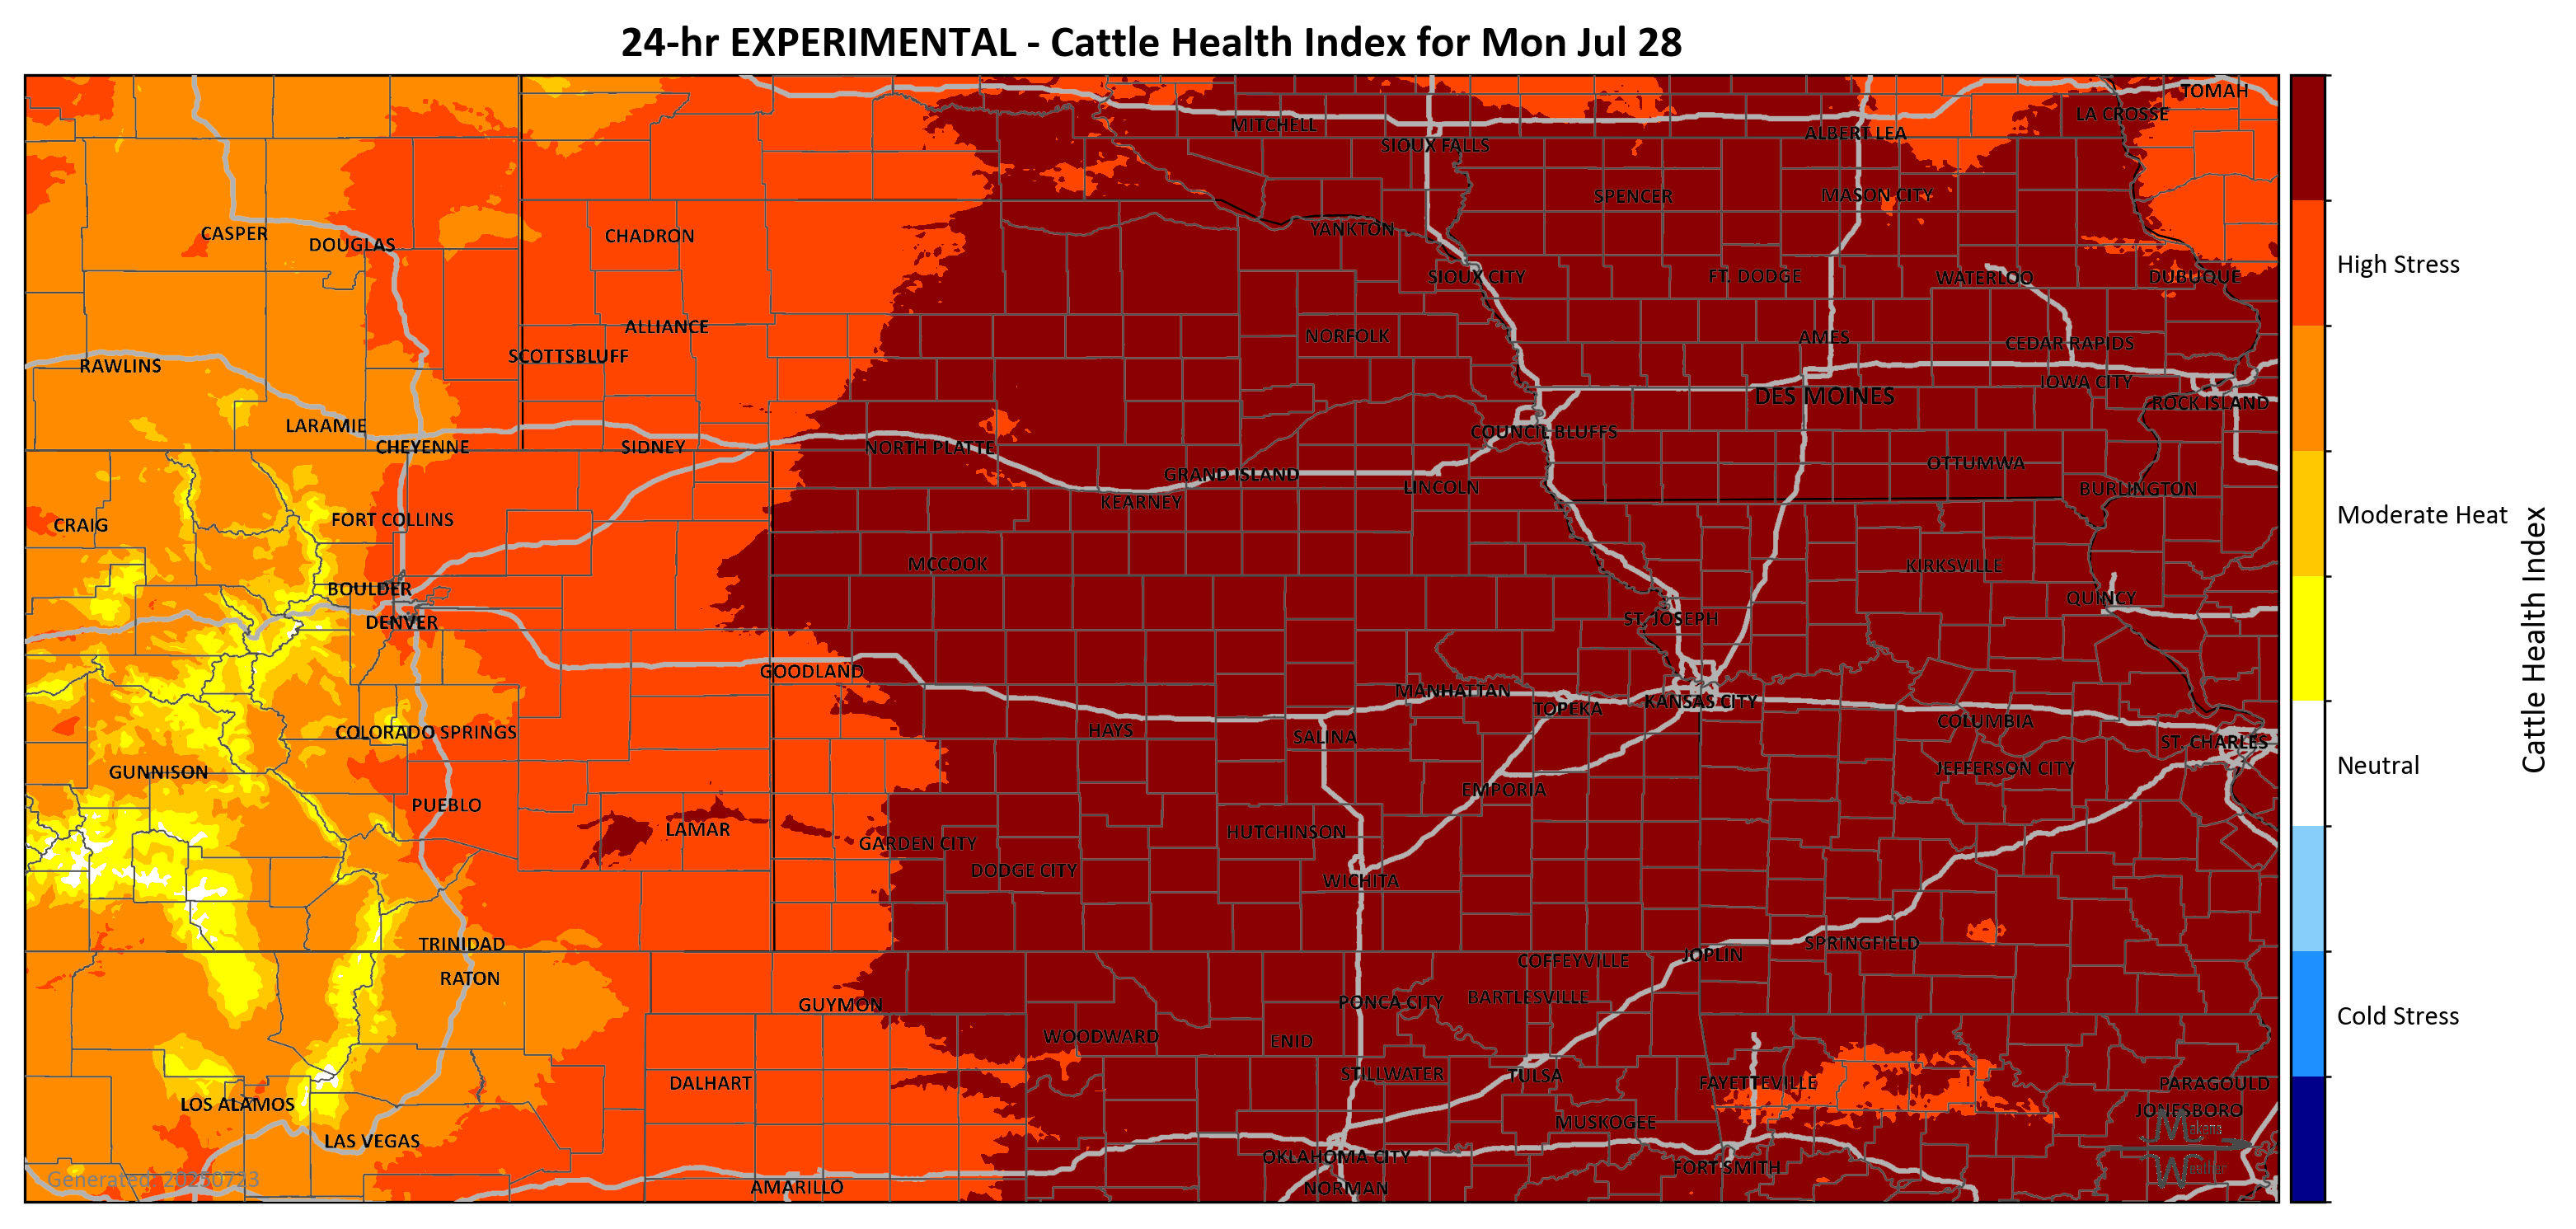 24-hr EXPERIMENTAL - Cattle Health Index for Mon Jul 28
TOMAH
LA CROSSE
MITCHELL
ALBERT LEA
SIOUX FALLS
SPENCER
MASON CITY
CASPER
DOUGLAS
CHADRON
YANKTON
SIOUX CITY
FT. DODGE
WATERLOO
DUBUQUE
High Stress
ALLIANCE
NORFOLK
AMES
CEDAR RAPIDS
SCOTTSBLUFF
RAWLINS
IOWA CITY
DES MOINES
ROCK ISLAND
LARAMIE
COUNCIL BLUFFS
CHEYENNE
SIDNEY
NORTH PLATTE
OTTUMWA
GRAND ISLAND
LINCOLN
BURLINGTON
KEARNEY
CRAIG
FORT COLLINS
Moderate Heat
MCCOOK
KIRKSVILLE
BOULDER
QUINCY
DENVER
ST. JOSEPH
Cattle Health Index
GOODLAND
MANHATTAN
KANSAS CITY
TOPEKA
COLUMBIA
COLORADO SPRINGS
HAYS
SALINA
ST. CHARLES
GUNNISON
JEFFERSON CITY
Neutral
EMPORIA
PUEBLO
LAMAR
HUTCHINSON
GARDEN CITY
DODGE CITY
WICHITA
TRINIDAD
SPRINGFIELD
JOPLIN
COFFEYVILLE
RATON
BARTLESVILLE
GUYMON
PONCA CITY
Cold Stress
WOODWARD
ENID
STILLWATER
TULSA
DALHART
FAYETTEVILLE
PARAGOULD
LOS ALAMOS
JONESBORO
MUSKOGEE
LAS VEGAS
OKLAHOMA CITY
FORT SMITH
Weather
Generated: 20250723
AMARILLO
NORMAN